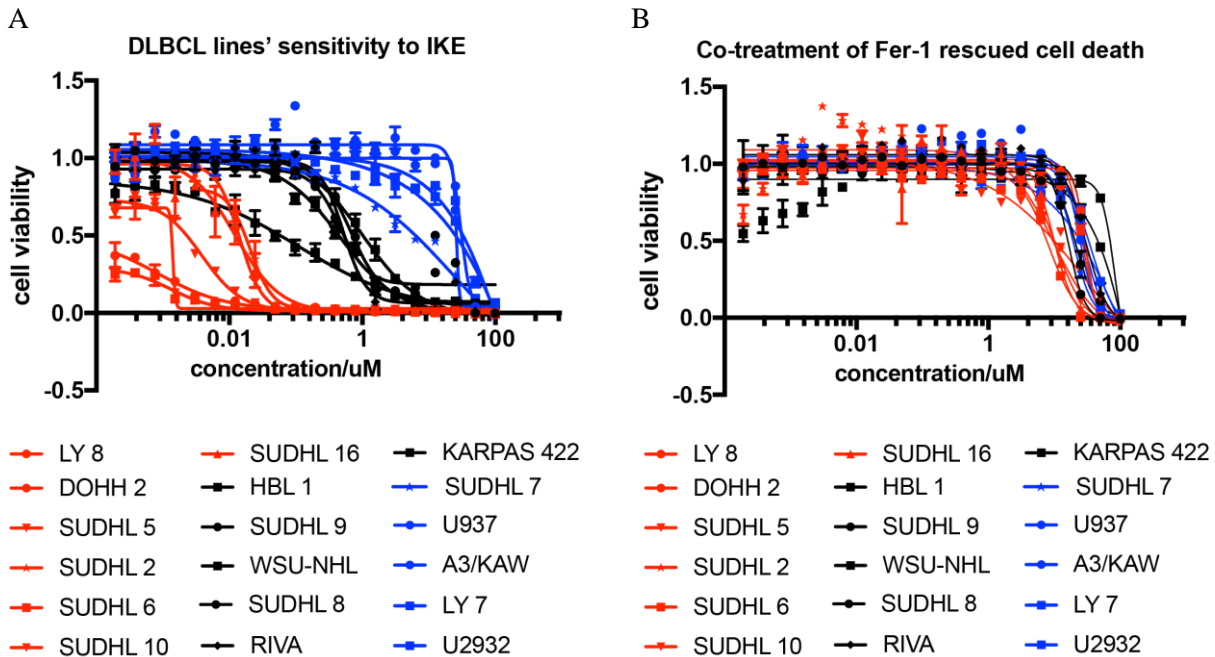 A
DLBCL lines' sensitivity to IKE
1.5
1.0
0.5
0.0
-0.5
cell viability
0.01
1
100
concentration/uM
LY 8
DOHH 2
SUDHL 5
SUDHL 2
SUDHL 6
SUDHL 10
SUDHL 16
HBL 1
SUDHL 9
WSU-NHL
SUDHL 8
RIVA
KARPAS 422
SUDHL 7
U937
A3/KAW
LY 7
U2932
B
Co-treatment of Fer-1 rescued cell death
1.5
1.0
0.5
0.0
-0.5
cell viability
0.01
1
100
concentration/uM
LY 8
DOHH 2
SUDHL 5
SUDHL 2
SUDHL 6
SUDHL 10
SUDHL 16
HBL 1
SUDHL 9
WSU-NHL
SUDHL 8
RIVA
KARPAS 422
SUDHL 7
U937
A3/KAW
LY 7
U2932